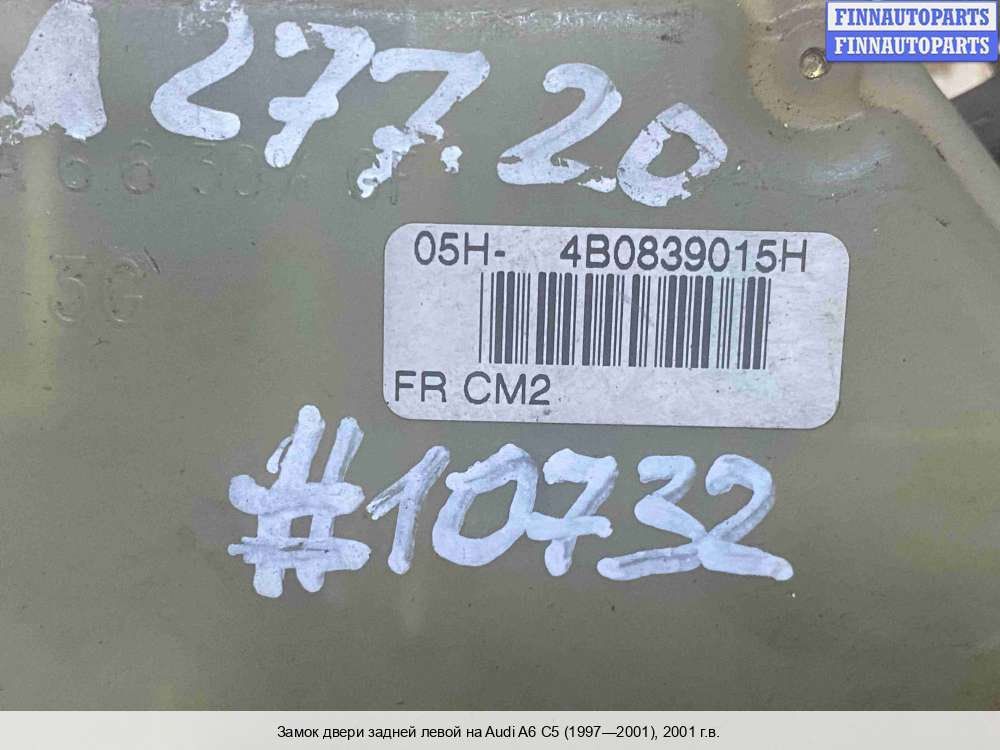 FINNAUTOPARTS
FINNAUTOPARTS
277.20
05H- 4B0839015H
FR CM2
#10732
Замок двери задней левой на Audi A6 C5 (1997—2001), 2001 г.в.